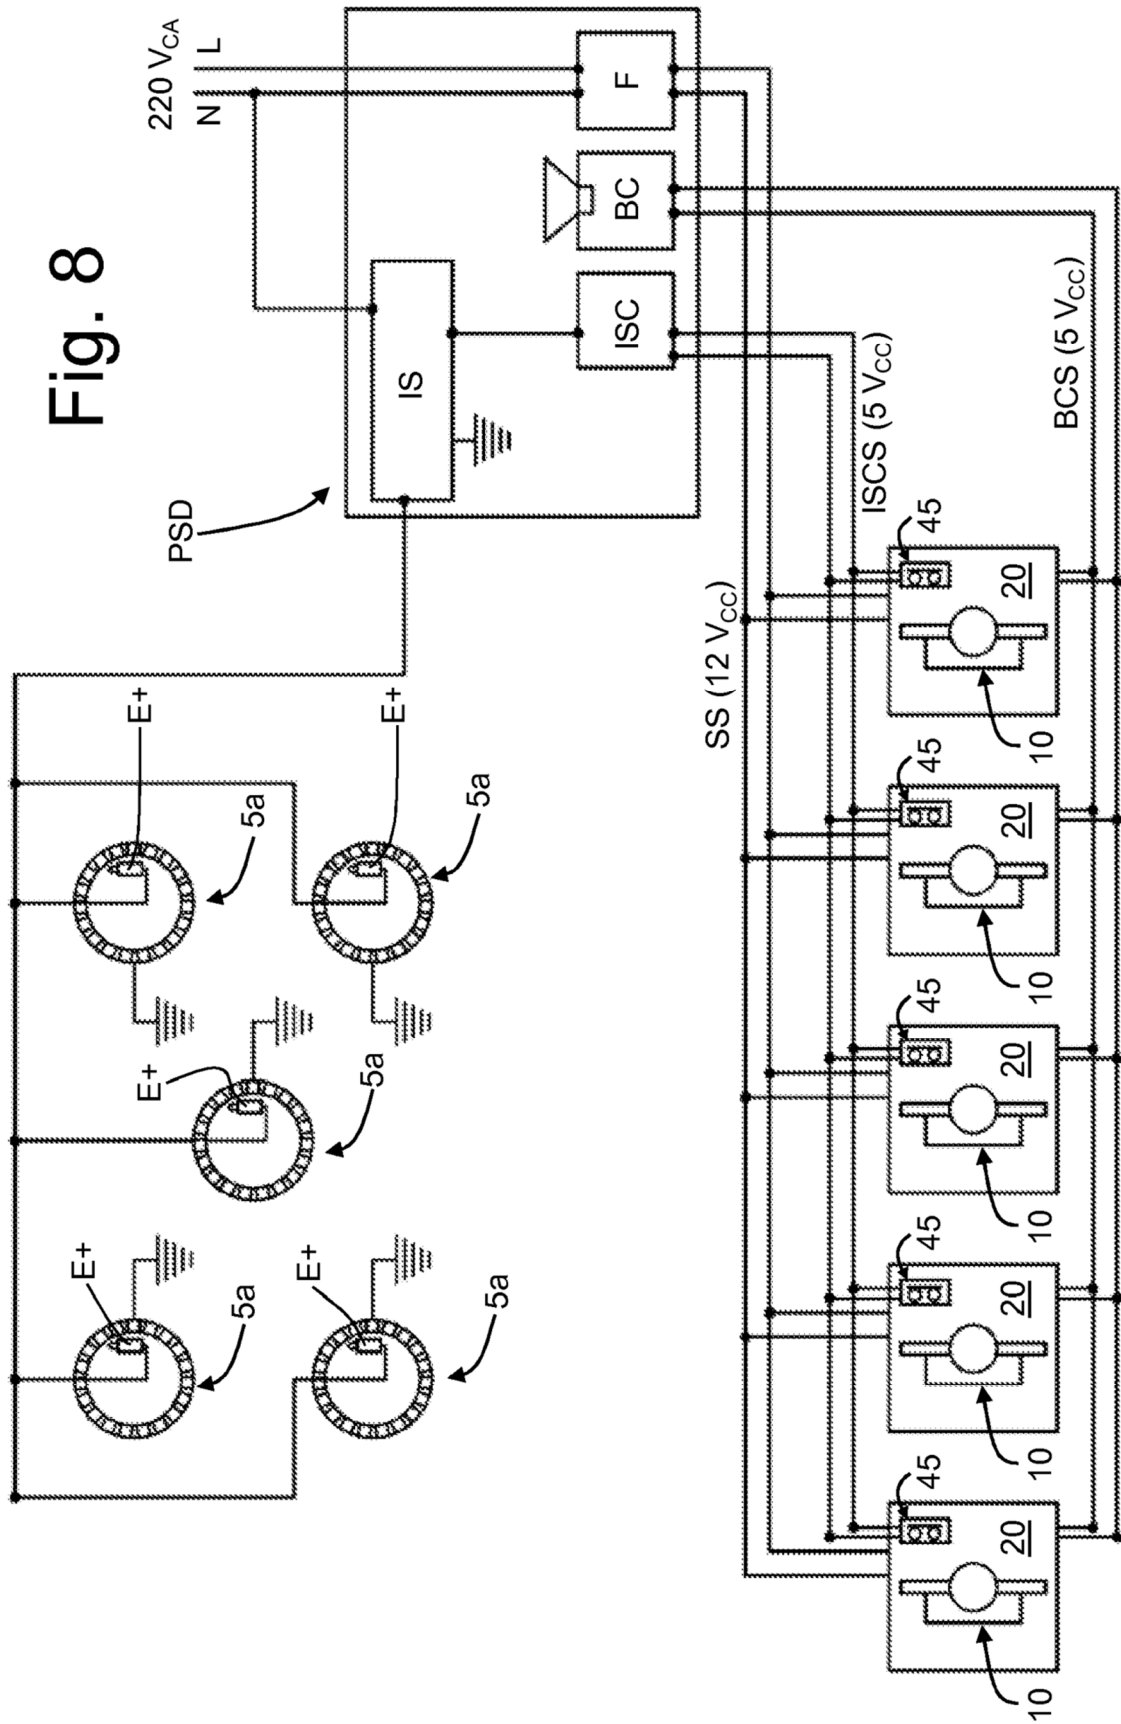 Fig. 8
220 VCA
L
N
PSD
IS
ISC
BC
F
E+
E+
E+
E+
E+
5a
5a
5a
5a
5a
SS (12 VCC)
ISCS (5 VCC)
BCS (5 VCC)
45
45
45
45
45
20
20
20
20
20
10
10
10
10
10